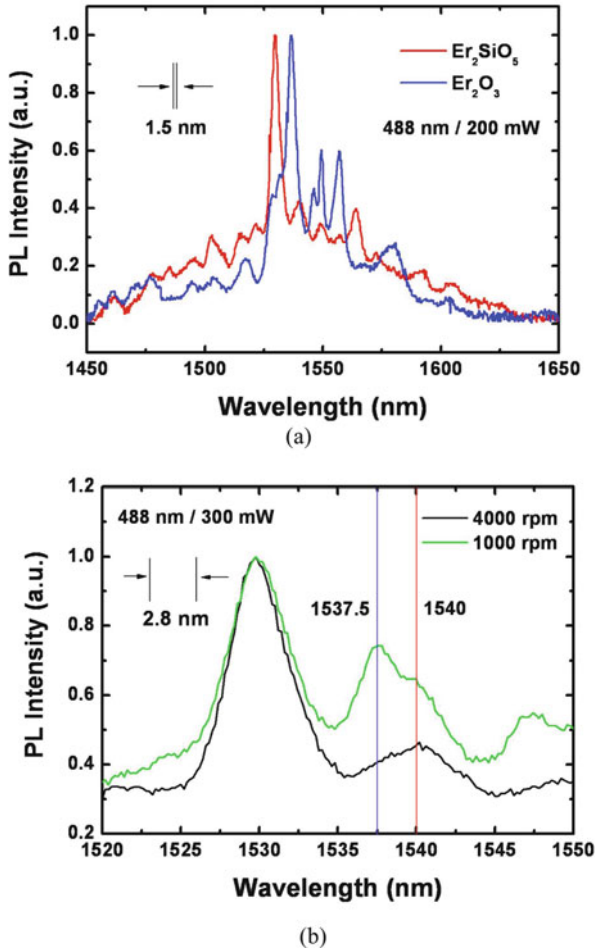 1.0
0.8
0.6
0.4
0.2
0.0
PL Intensity (a.u.)
1.5 nm
Er₂SiO₅
Er₂O₃
488 nm / 200 mW
1450 1500 1550 1600 1650
Wavelength (nm)
(a)
1.2
1.0
0.8
0.6
0.4
0.2
PL Intensity (a.u.)
488 nm / 300 mW
2.8 nm
4000 rpm
1000 rpm
1537.5 1540
1520 1525 1530 1535 1540 1545 1550
Wavelength (nm)
(b)